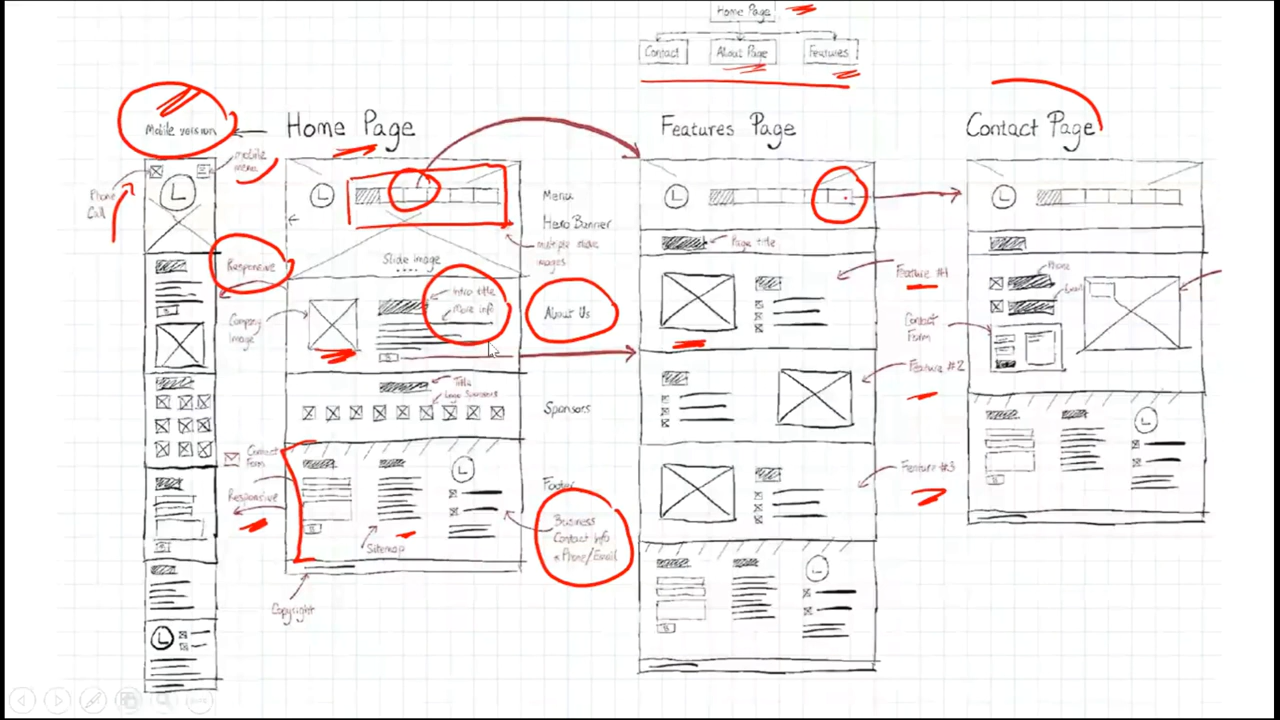 Home Page
Contact
About Page
Features
Mobile version
Home Page
Features Page
Contact Page
mobile
menu
Phone
Call
L
L
L
L
Menu
Hero Banner
multiple slide
images
Page title
Slide image
Responsive
Intro title
More info
Company
Image
About Us
Feature #1
Phone
Email
Contact
Form
Feature #2
Title
Logo Sponsors
Sponsors
Contact
Form
Responsive
L
L
Feature #3
Footer
Business
Contact Info
* Phone/Email
Sitemap
L
Copyright
L